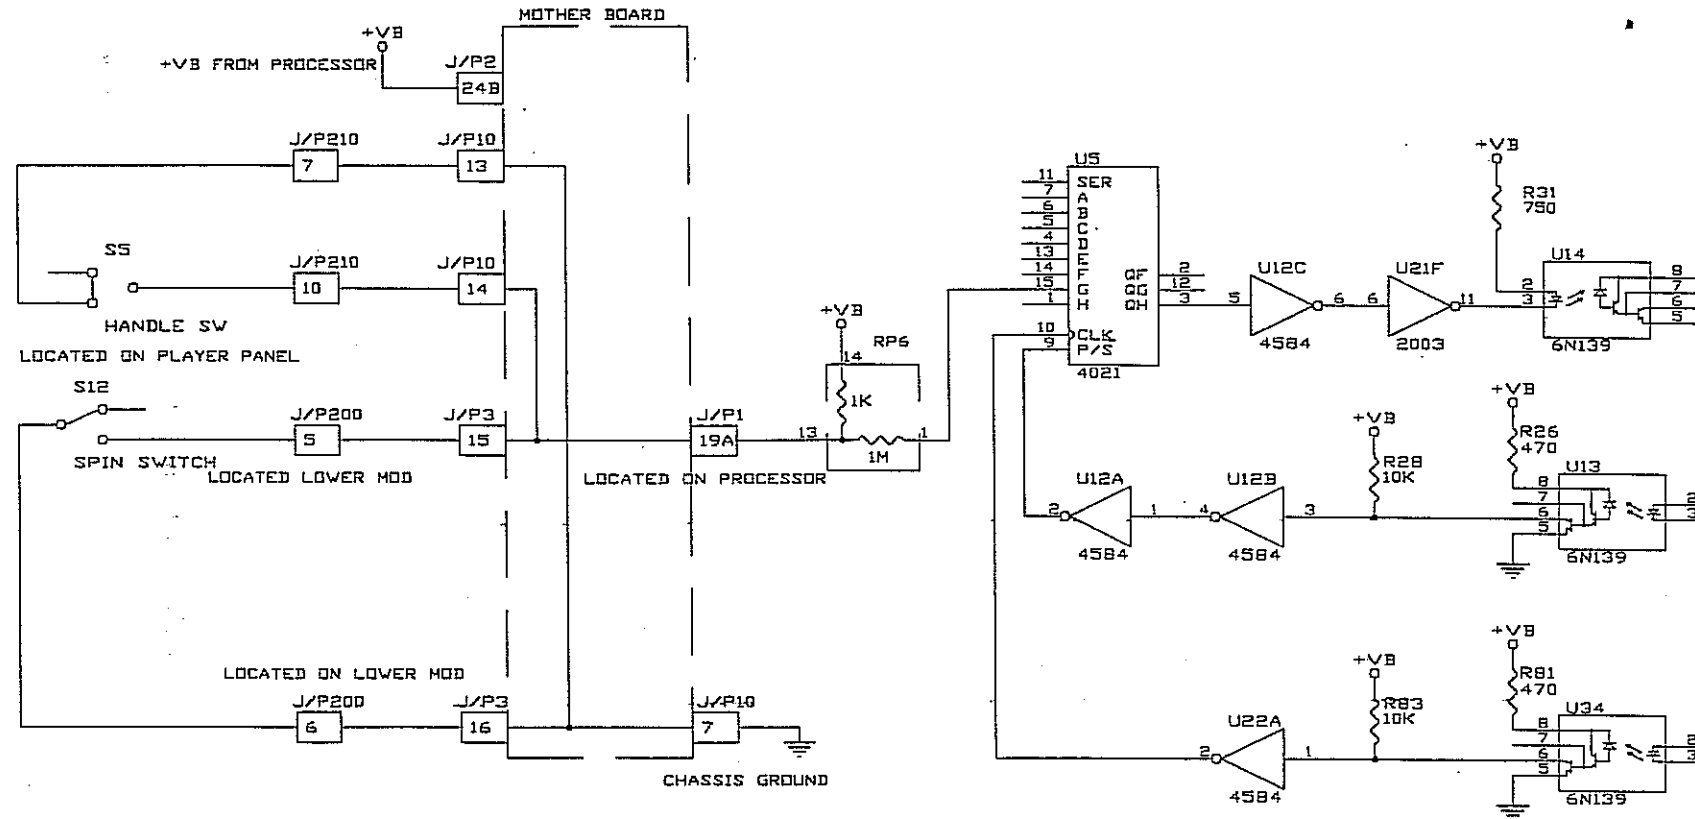 MOTHER BOARD
+VB
+VB FROM PROCESSOR
J/P2
24B
J/P210
7
J/P10
13
S5
J/P210
10
J/P10
14
HANDLE SW
LOCATED ON PLAYER PANEL
S12
J/P200
5
J/P3
15
SPIN SWITCH
LOCATED LOWER MOD
J/P1
19A
LOCATED ON PROCESSOR
LOCATED ON LOWER MOD
J/P200
6
J/P3
16
J/P10
7
CHASSIS GROUND
+VB
RP6
14
1K
13
1
1M
U5
11 SER
7 A
6 B
5 C
4 D
13 E
14 F
15 G
1 H
10 CLK
9 P/S
QF 2
QG 12
QH 3
4021
U12C
5
6
4584
U21F
6
11
2003
+VB
R31
750
U14
2
3
8
7
6
5
6N139
U12A
2
1
4584
U12B
4
3
4584
+VB
R28
10K
+VB
R26
470
U13
8
7
6
5
2
3
6N139
U22A
2
1
4584
+VB
R83
10K
+VB
R81
470
U34
8
7
6
5
2
3
6N139